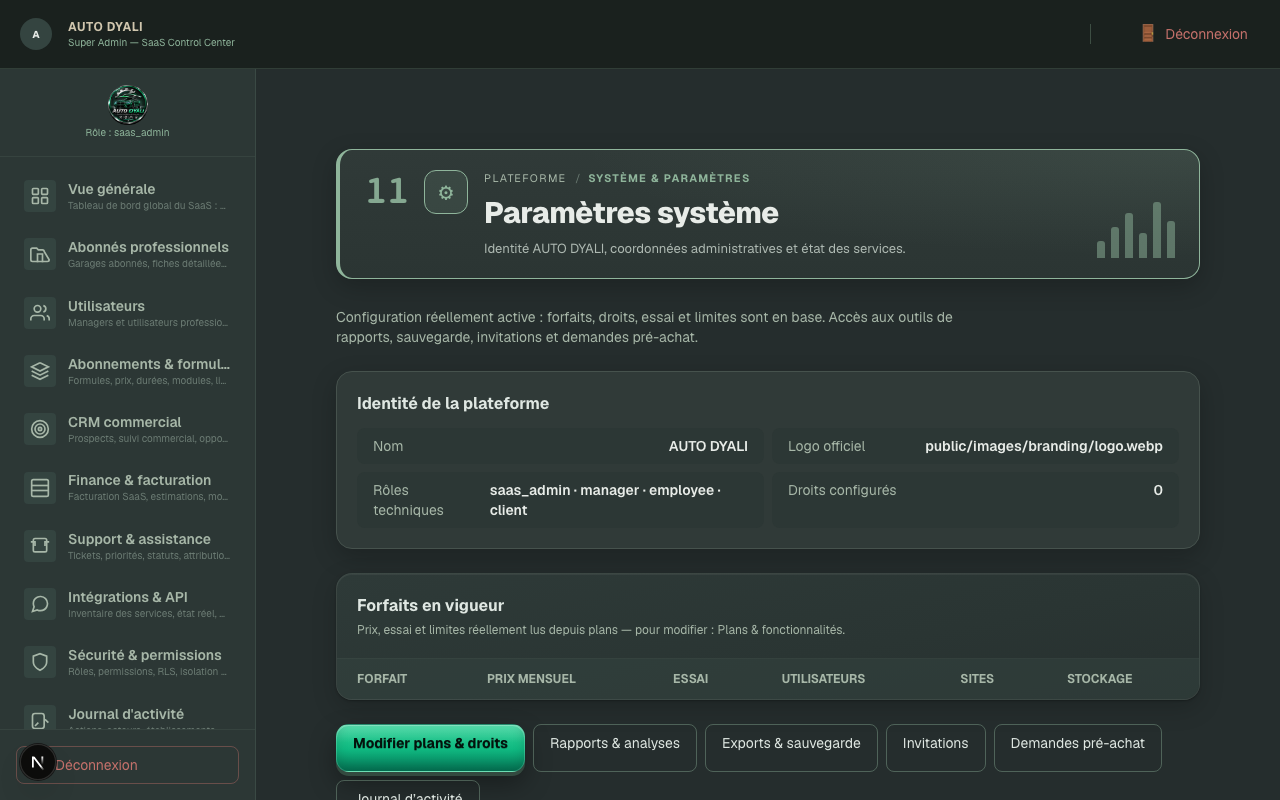 A
AUTO DYALI
Super Admin — SaaS Control Center
Déconnexion
AUTO DYALI
Rôle : saas_admin
Vue générale
Tableau de bord global du SaaS : …
Abonnés professionnels
Garages abonnés, fiches détaillée…
Utilisateurs
Managers et utilisateurs professio…
Abonnements & formul…
Formules, prix, durées, modules, li…
CRM commercial
Prospects, suivi commercial, oppo…
Finance & facturation
Facturation SaaS, estimations, mo…
Support & assistance
Tickets, priorités, statuts, attributio…
Intégrations & API
Inventaire des services, état réel, …
Sécurité & permissions
Rôles, permissions, RLS, isolation …
Journal d'activité
N
Déconnexion
11
PLATEFORME / SYSTÈME & PARAMÈTRES
Paramètres système
Identité AUTO DYALI, coordonnées administratives et état des services.
Configuration réellement active : forfaits, droits, essai et limites sont en base. Accès aux outils de
rapports, sauvegarde, invitations et demandes pré-achat.
Identité de la plateforme
Nom AUTO DYALI
Logo officiel public/images/branding/logo.webp
Rôles techniques saas_admin · manager · employee · client
Droits configurés 0
Forfaits en vigueur
Prix, essai et limites réellement lus depuis plans — pour modifier : Plans & fonctionnalités.
FORFAIT PRIX MENSUEL ESSAI UTILISATEURS SITES STOCKAGE
Modifier plans & droits
Rapports & analyses
Exports & sauvegarde
Invitations
Demandes pré-achat
Journal d'activité